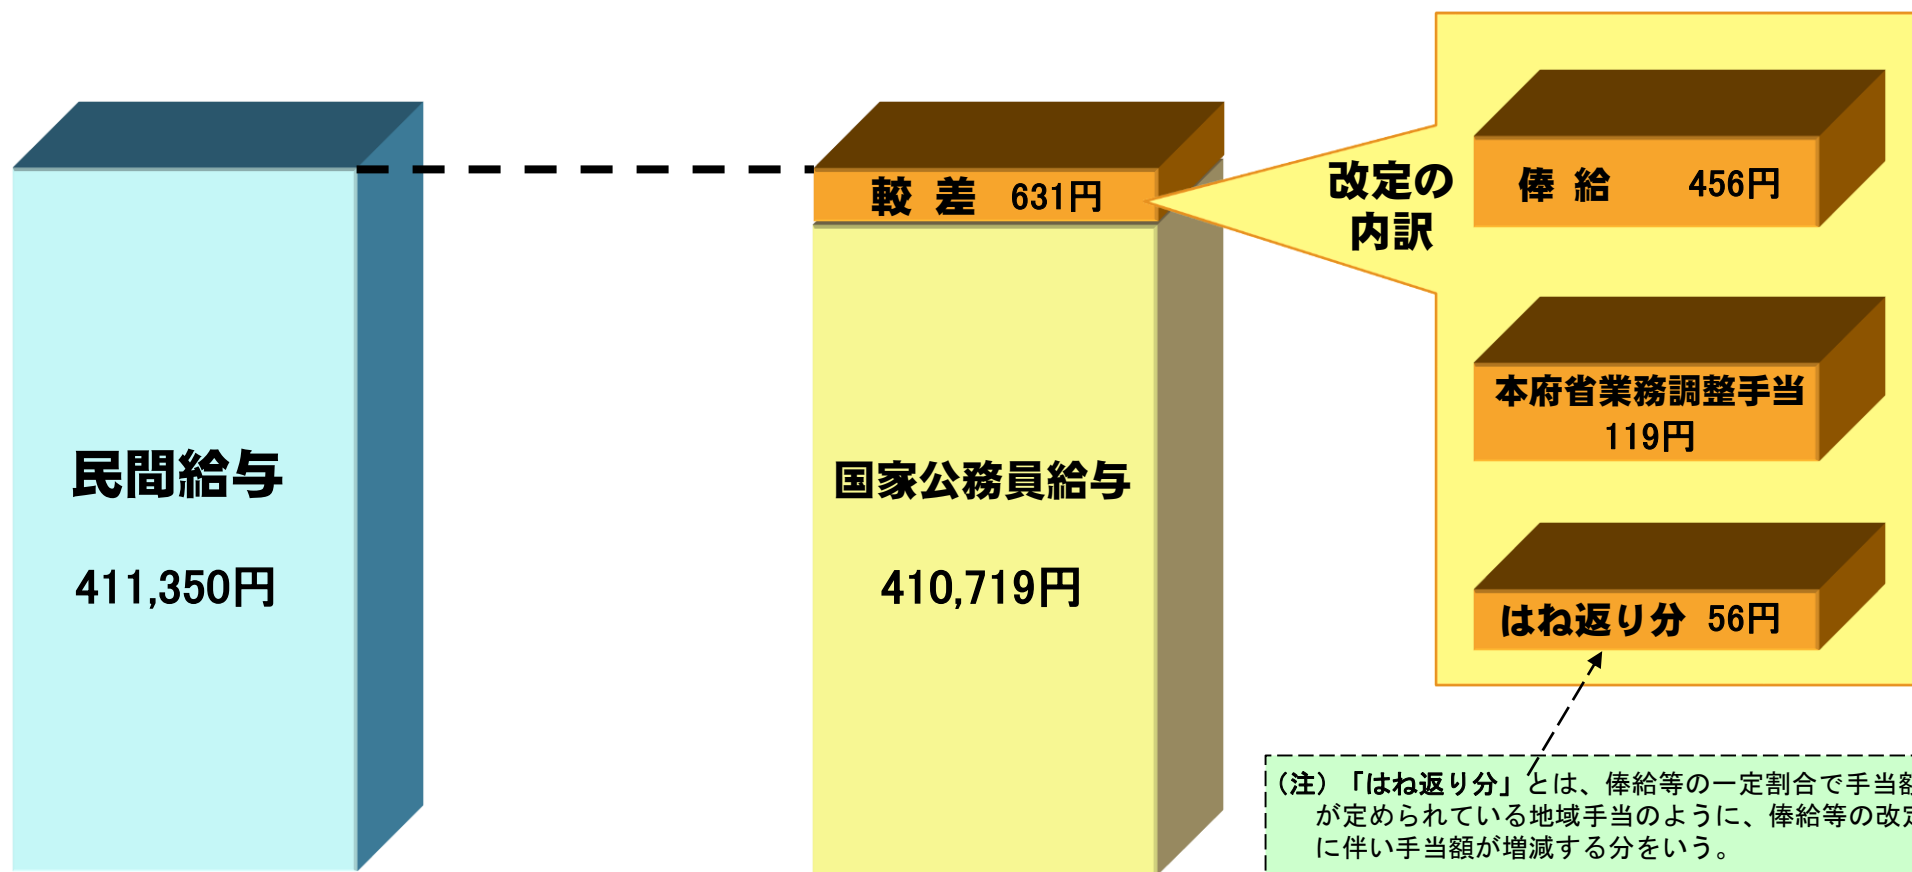 民間給与
411,350円
較 差 631円
国家公務員給与
410,719円
改定の
内訳
俸 給 456円
本府省業務調整手当
119円
はね返り分 56円
(注)「はね返り分」とは、俸給等の一定割合で手当額
が定められている地域手当のように、俸給等の改定
に伴い手当額が増減する分をいう。